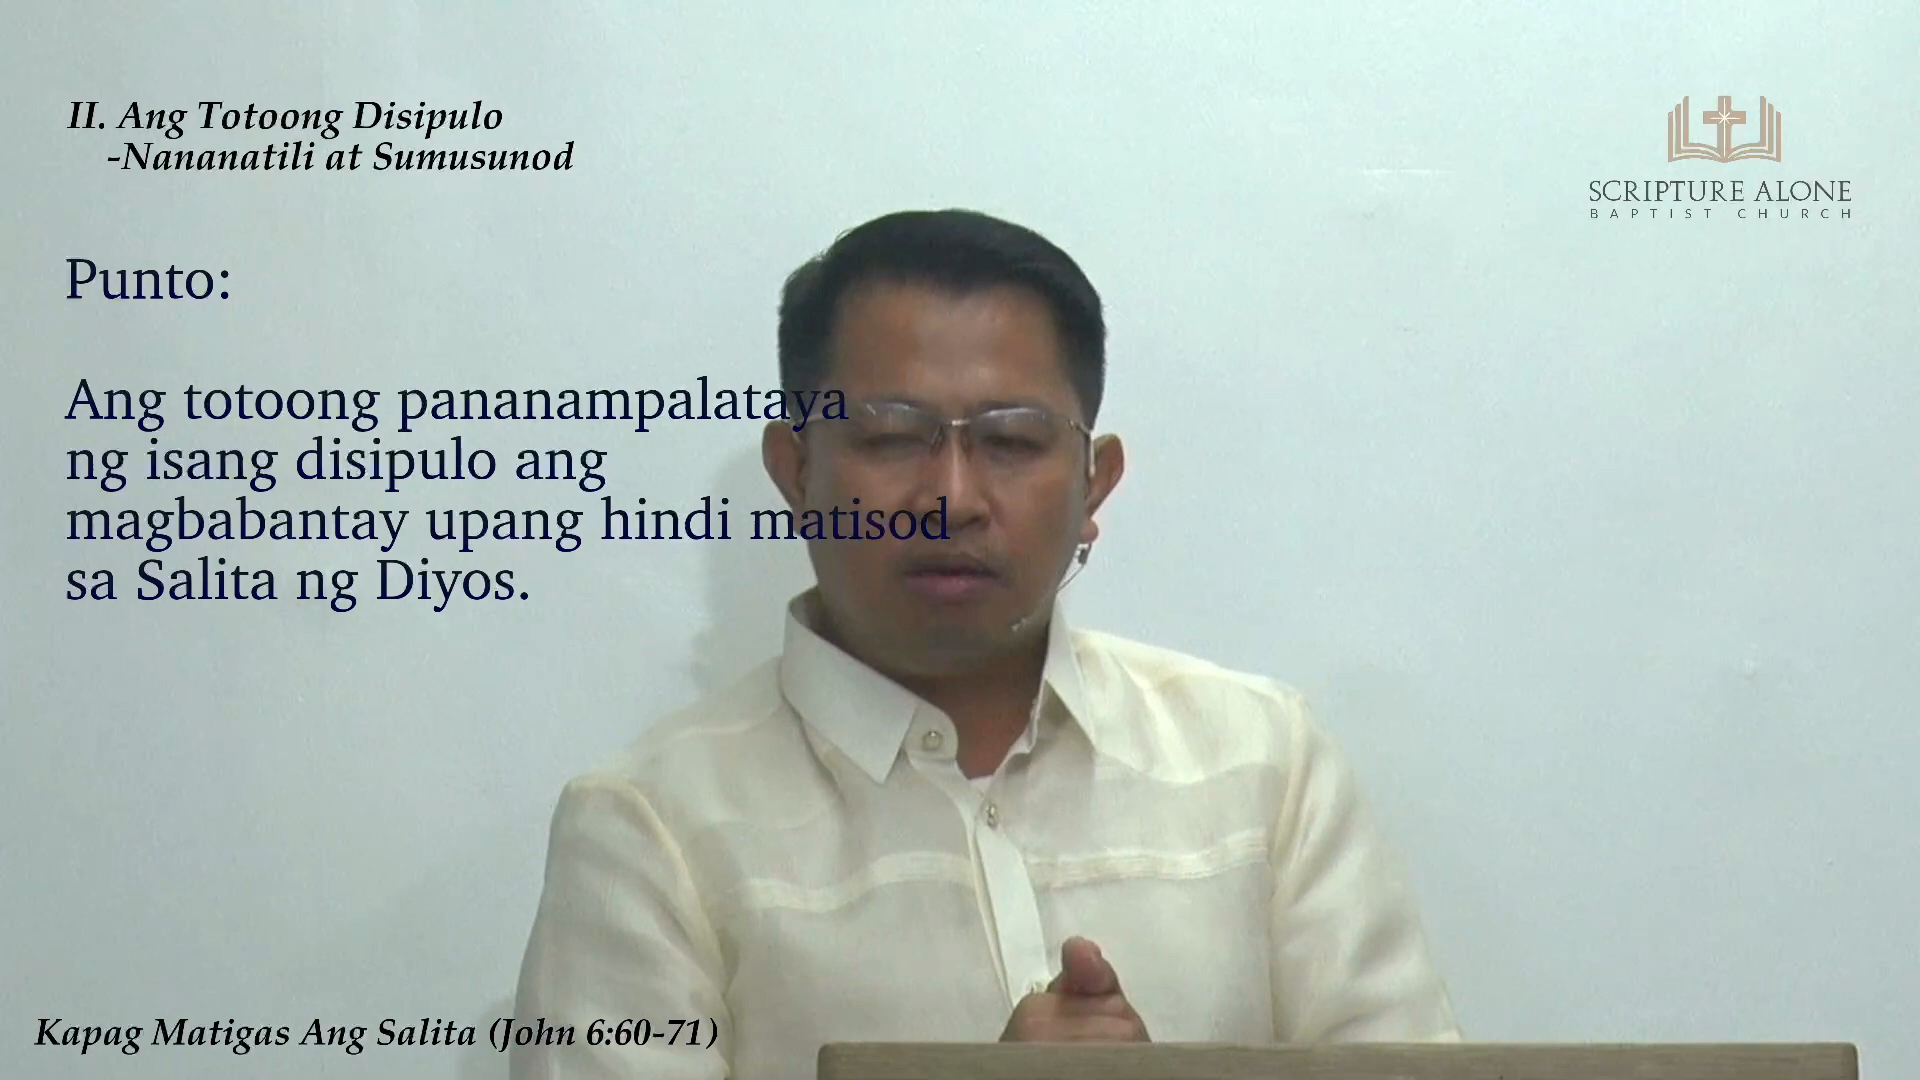 II. Ang Totoong Disipulo
-Nananatili at Sumusunod
SCRIPTURE ALONE
BAPTIST CHURCH
Punto:
Ang totoong pananampalataya
ng isang disipulo ang
magbabantay upang hindi matisod
sa Salita ng Diyos.
Kapag Matigas Ang Salita (John 6:60-71)